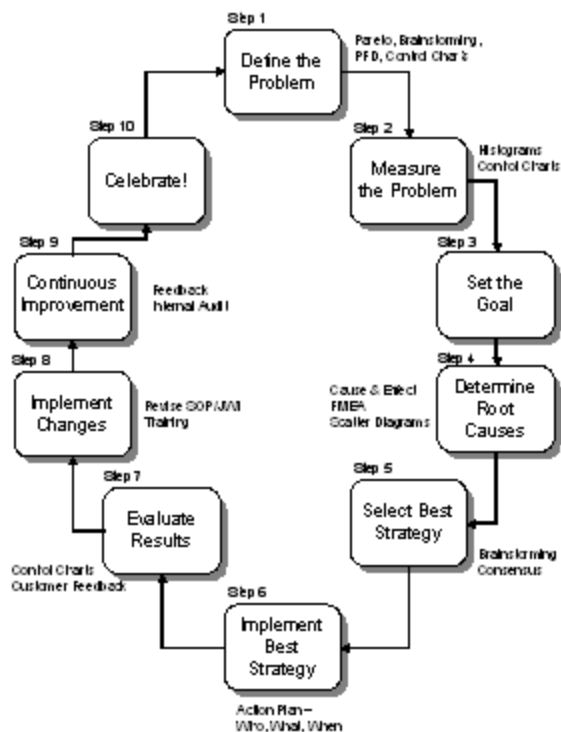 Step 1
Define the
Problem
Pareto, Brainstorming,
PFD, Control Charts
Step 2
Measure
the Problem
Histograms
Control Charts
Step 3
Set the
Goal
Step 4
Determine
Root
Causes
Cause & Effect
FMEA
Scatter Diagrams
Step 5
Select Best
Strategy
Brainstorming
Consensus
Step 6
Implement
Best
Strategy
Action Plan –
Who, What, When
Step 7
Evaluate
Results
Control Charts
Customer Feedback
Step 8
Implement
Changes
Revise SOP/JWI
Training
Step 9
Continuous
Improvement
Feedback
Internal Audit
Step 10
Celebrate!